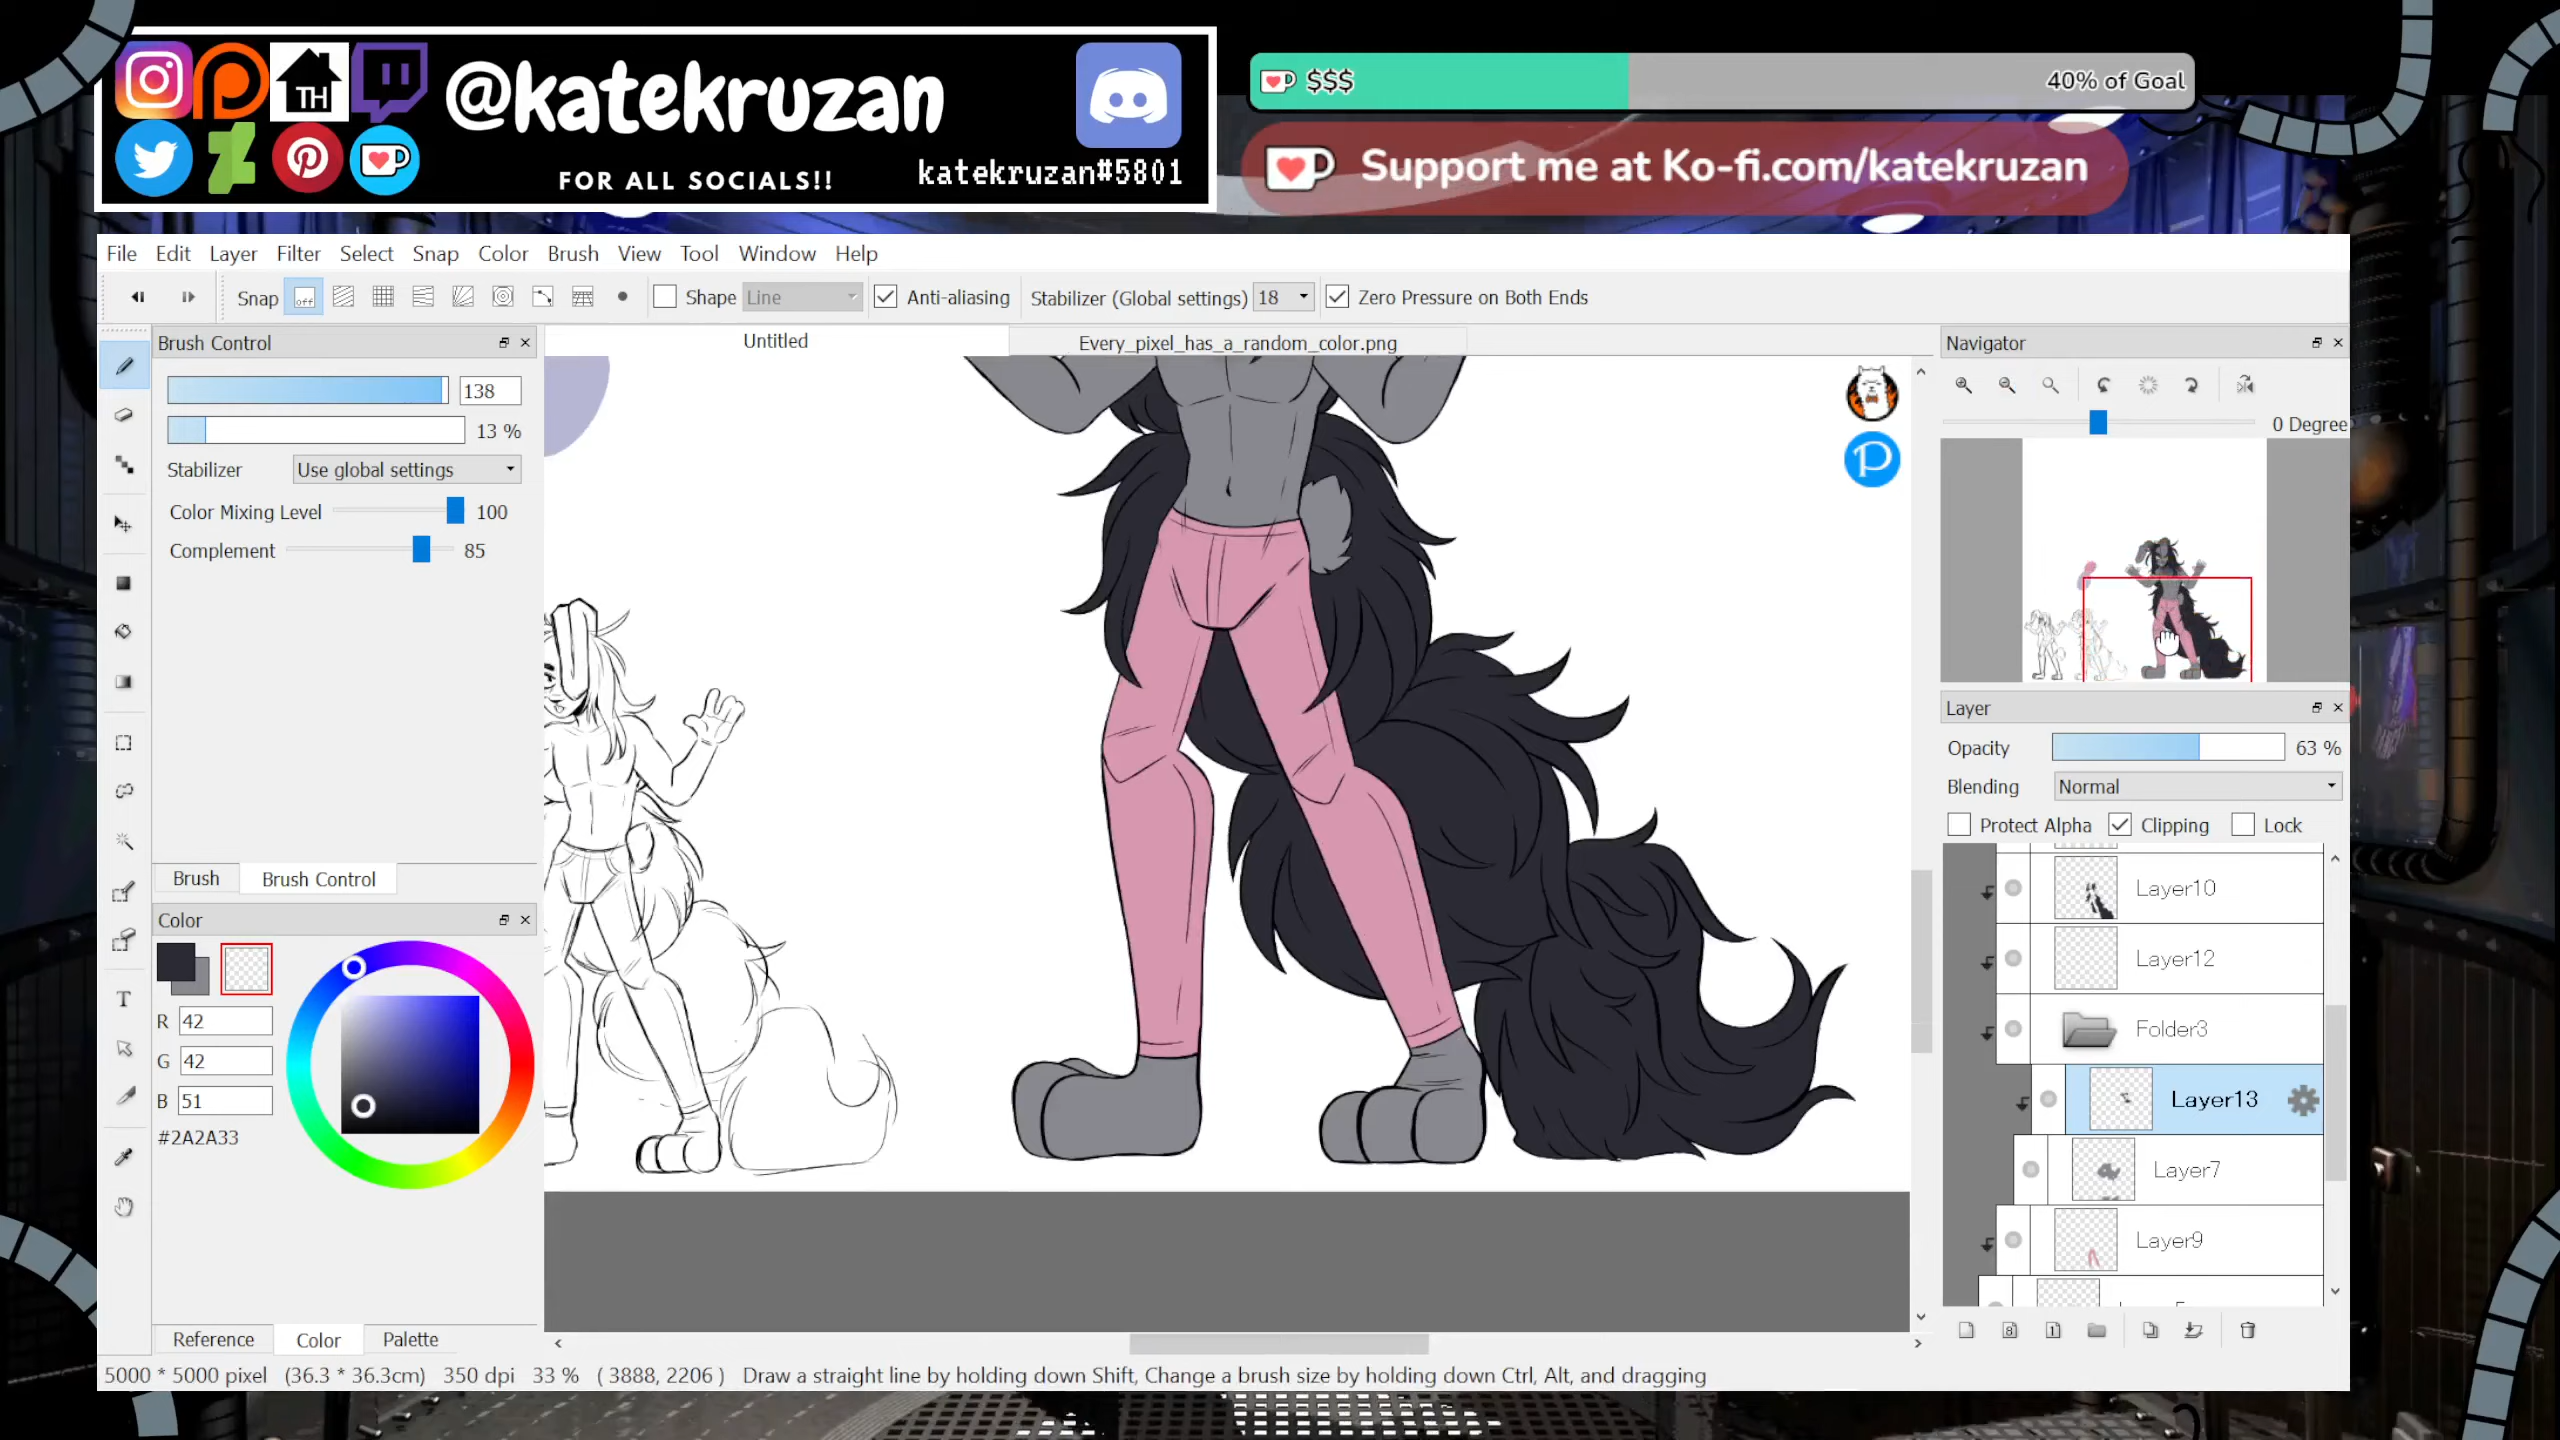 TH
@katekruzan
FOR ALL SOCIALS!!
katekruzan#5801
$$$
40% of Goal
Support me at Ko-fi.com/katekruzan
File Edit Layer Filter Select Snap Color Brush View Tool Window Help
Snap off Shape Line Anti-aliasing Stabilizer (Global settings) 18 Zero Pressure on Both Ends
Brush Control
138
13 %
Stabilizer Use global settings
Color Mixing Level 100
Complement 85
Brush Brush Control
Color
R 42
G 42
B 51
#2A2A33
Reference Color Palette
Untitled
Every_pixel_has_a_random_color.png
P
Navigator
0 Degree
Layer
Opacity 63 %
Blending Normal
Protect Alpha Clipping Lock
Layer10
Layer12
Folder3
Layer13
Layer7
Layer9
8 1
T
5000 * 5000 pixel (36.3 * 36.3cm) 350 dpi 33 % ( 3888, 2206 ) Draw a straight line by holding down Shift, Change a brush size by holding down Ctrl, Alt, and dragging